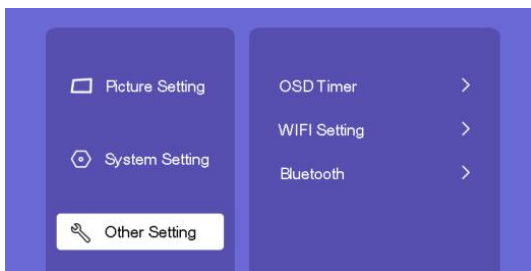 Picture Setting
System Setting
Other Setting
OSD Timer
WIFI Setting
Bluetooth